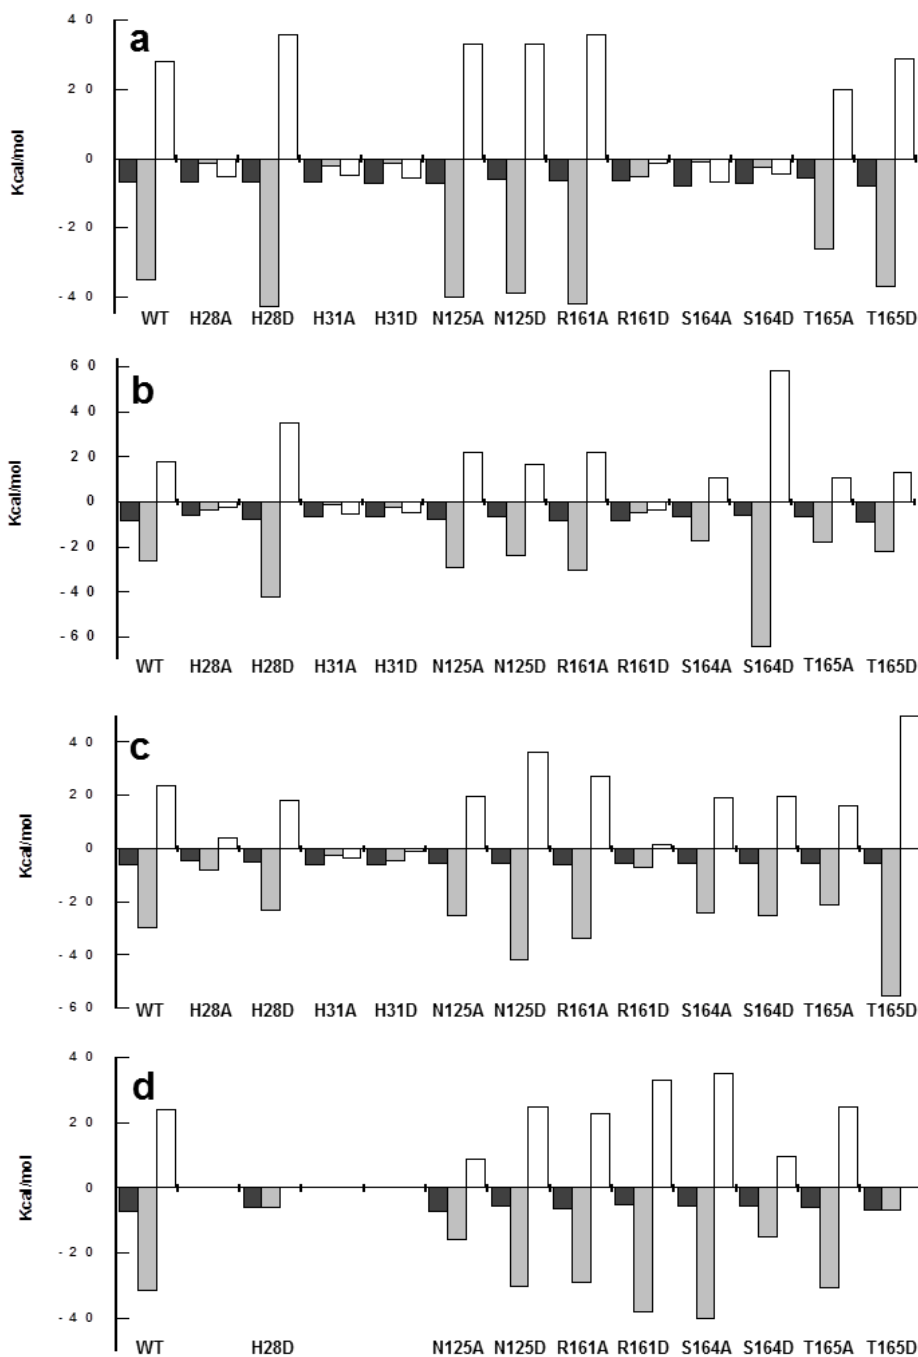 a
Kcal/mol
4 0
2 0
0
- 2 0
- 4 0
WT H28A H28D H31A H31D N125A N125D R161A R161D S164A S164D T165A T165D
b
Kcal/mol
6 0
4 0
2 0
0
- 2 0
- 4 0
- 6 0
WT H28A H28D H31A H31D N125A N125D R161A R161D S164A S164D T165A T165D
c
Kcal/mol
4 0
2 0
0
- 2 0
- 4 0
- 6 0
WT H28A H28D H31A H31D N125A N125D R161A R161D S164A S164D T165A T165D
d
Kcal/mol
4 0
2 0
0
- 2 0
- 4 0
WT H28D N125A N125D R161A R161D S164A S164D T165A T165D